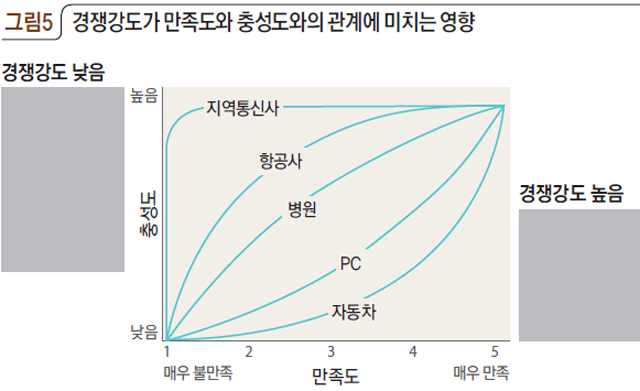 그림5 경쟁강도가 만족도와 충성도와의 관계에 미치는 영향
경쟁강도 낮음
높음
지역통신사
항공사
병원
경쟁강도 높음
충성도
PC
자동차
낮음
1 2 3 4 5
매우 불만족 만족도 매우 만족